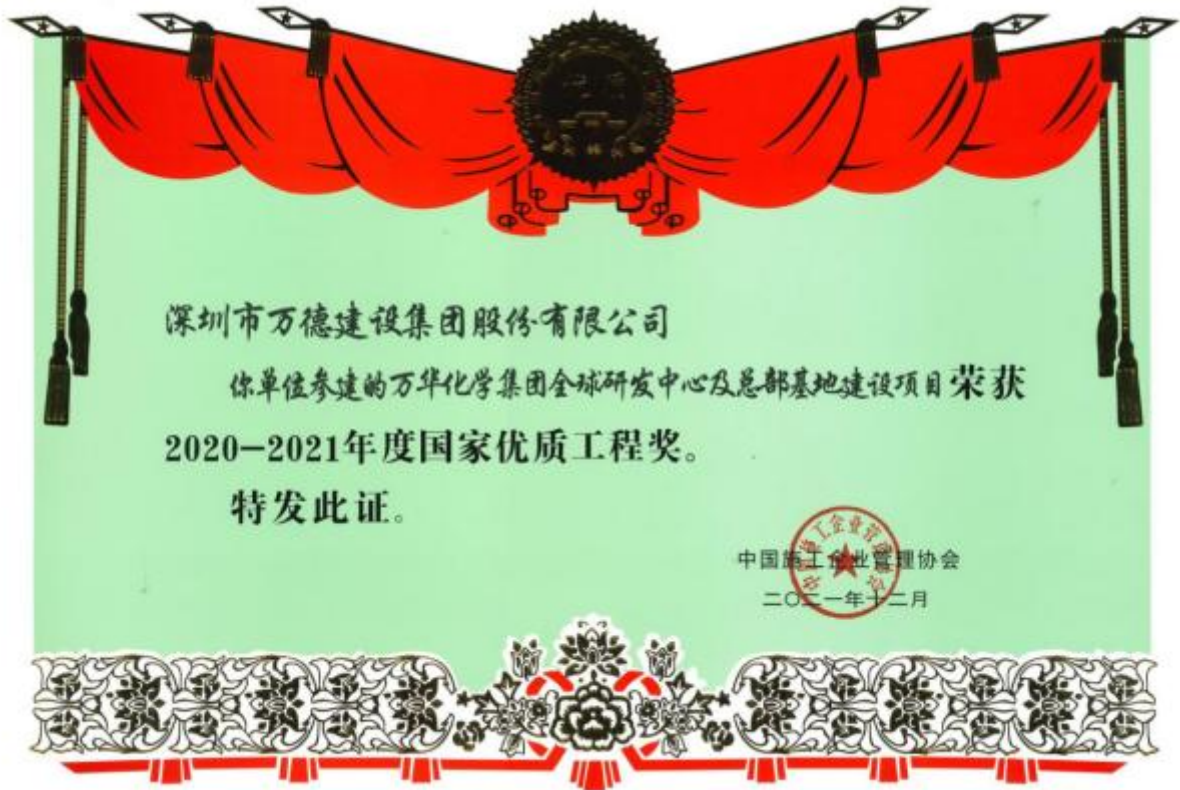 深圳市万德建设集团股份有限公司
你单位参建的万华化学集团全球研发中心及总部基地建设项目荣获
2020—2021年度国家优质工程奖。
特发此证。
中国施工企业管理协会
二〇二一年十二月